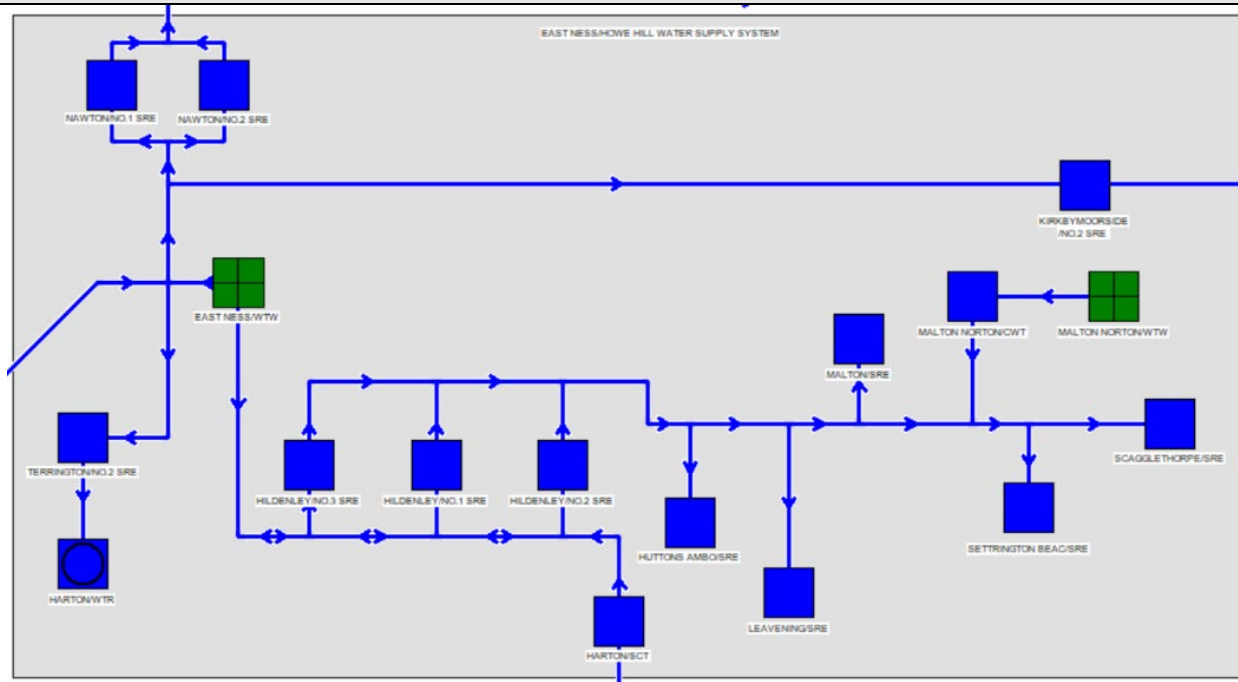 EAST NESS/HOWE HILL WATER SUPPLY SYSTEM
NAWTON/NO.1 SRE
NAWTON/NO.2 SRE
KIRKBYMOORSIDE
/NO.2 SRE
EAST NESS/WTW
MALTON NORTON/CWT
MALTON NORTON/WTW
MALTON/SRE
TERRINGTON/NO.2 SRE
SCAGGLETHORPE/SRE
HILDENLEY/NO.3 SRE
HILDENLEY/NO.1 SRE
HILDENLEY/NO.2 SRE
HUTTONS AMBO/SRE
SETTRINGTON BEAC/SRE
HARTON/WTR
LEAVENING/SRE
HARTON/SCT